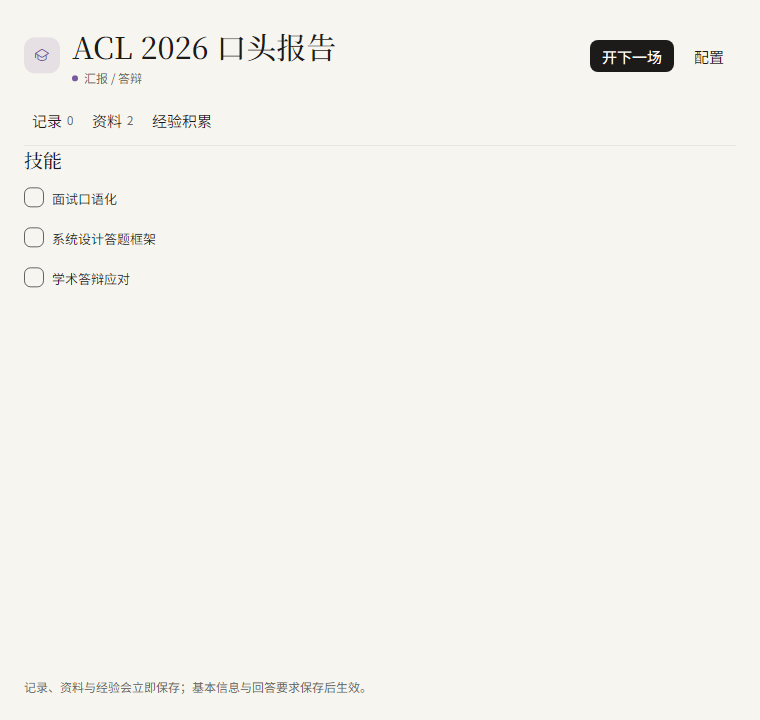 ACL 2026 口头报告
汇报 / 答辩
开下一场 配置
记录 0 资料 2 经验积累
技能
面试口语化
系统设计答题框架
学术答辩应对
记录、资料与经验会立即保存；基本信息与回答要求保存后生效。